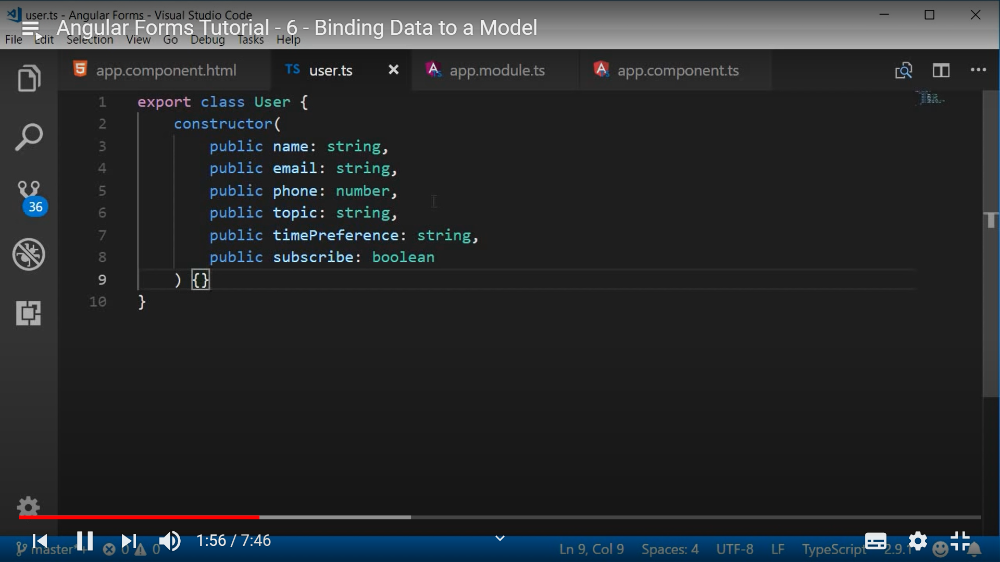 user.ts - Angular Forms - Visual Studio Code
Angular Forms Tutorial - 6 - Binding Data to a Model
File Edit Selection View Go Debug Tasks Help
app.component.html TS user.ts app.module.ts app.component.ts
1 export class User {
2 constructor(
3 public name: string,
4 public email: string,
5 public phone: number,
6 public topic: string,
7 public timePreference: string,
8 public subscribe: boolean
9 ) {}
10 }
36
1:56 / 7:46
master*+ 0 0 Ln 9, Col 9 Spaces: 4 UTF-8 LF TypeScript 2.9.1